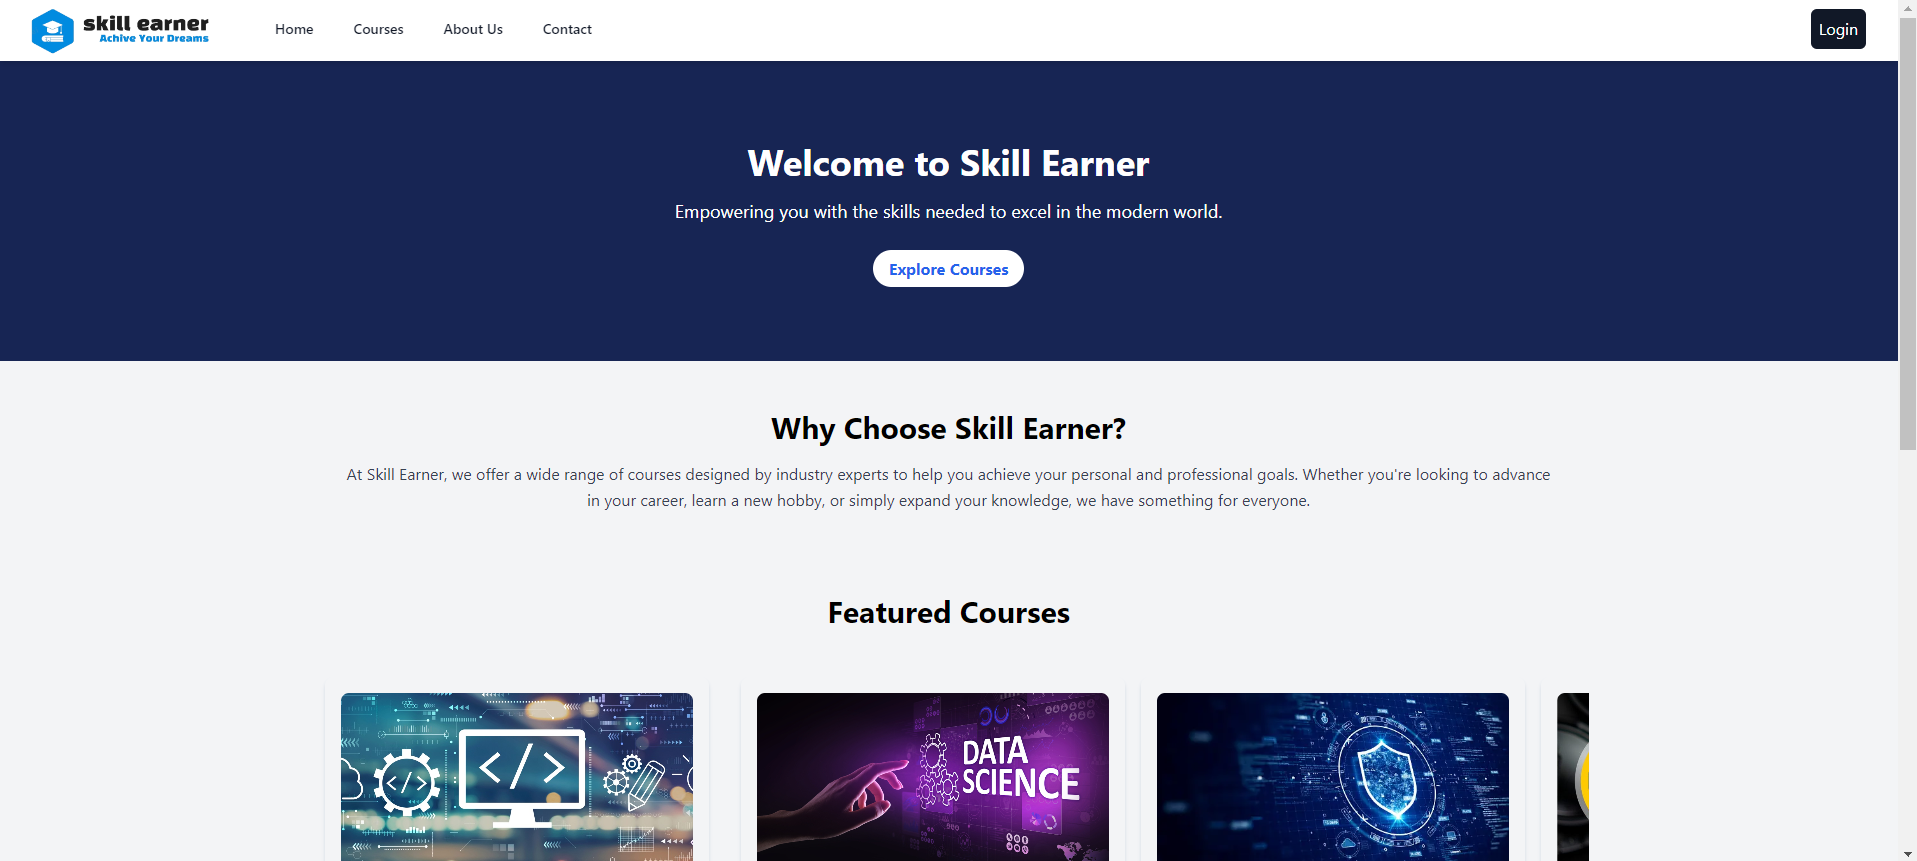 skill earner
Achive Your Dreams
Home
Courses
About Us
Contact
Login
Welcome to Skill Earner
Empowering you with the skills needed to excel in the modern world.
Explore Courses
Why Choose Skill Earner?
At Skill Earner, we offer a wide range of courses designed by industry experts to help you achieve your personal and professional goals. Whether you're looking to advance
in your career, learn a new hobby, or simply expand your knowledge, we have something for everyone.
Featured Courses
</>
</>
DATA
SCIENCE